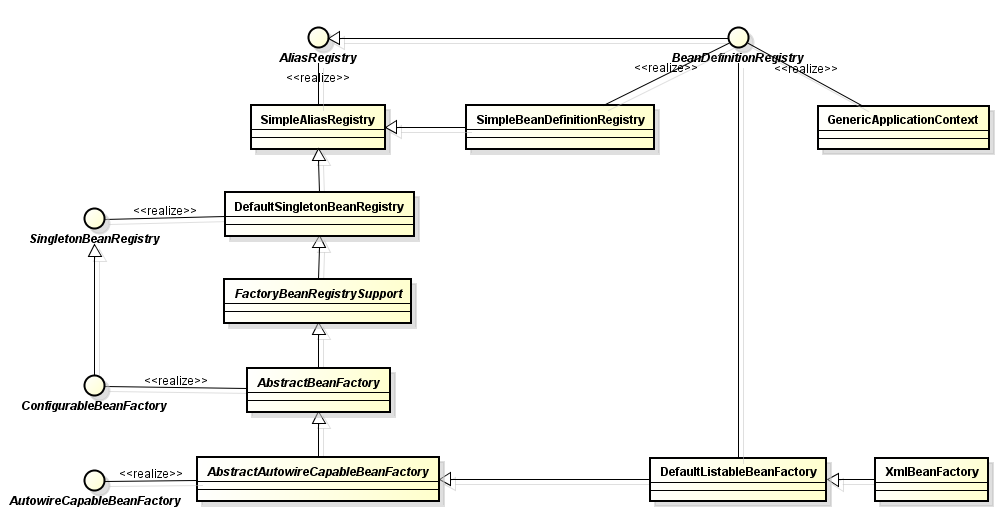 AliasRegistry
BeanDefinitionRegistry
<<realize>>
<<realize>>
<<realize>>
SimpleAliasRegistry
SimpleBeanDefinitionRegistry
GenericApplicationContext
DefaultSingletonBeanRegistry
<<realize>>
SingletonBeanRegistry
FactoryBeanRegistrySupport
<<realize>>
AbstractBeanFactory
ConfigurableBeanFactory
<<realize>>
AbstractAutowireCapableBeanFactory
DefaultListableBeanFactory
XmlBeanFactory
AutowireCapableBeanFactory